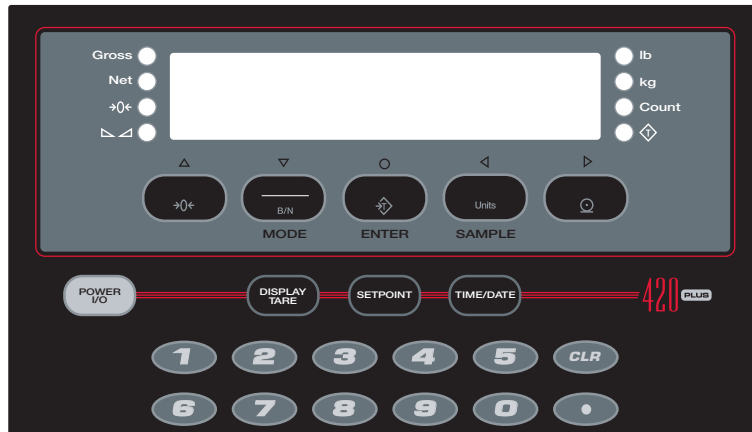 Gross lb
Net kg
→0← Count
T
→0← B/N T Units
MODE ENTER SAMPLE
POWER I/O DISPLAY TARE SETPOINT TIME/DATE 420 PLUS
1 2 3 4 5 CLR
6 7 8 9 0 .